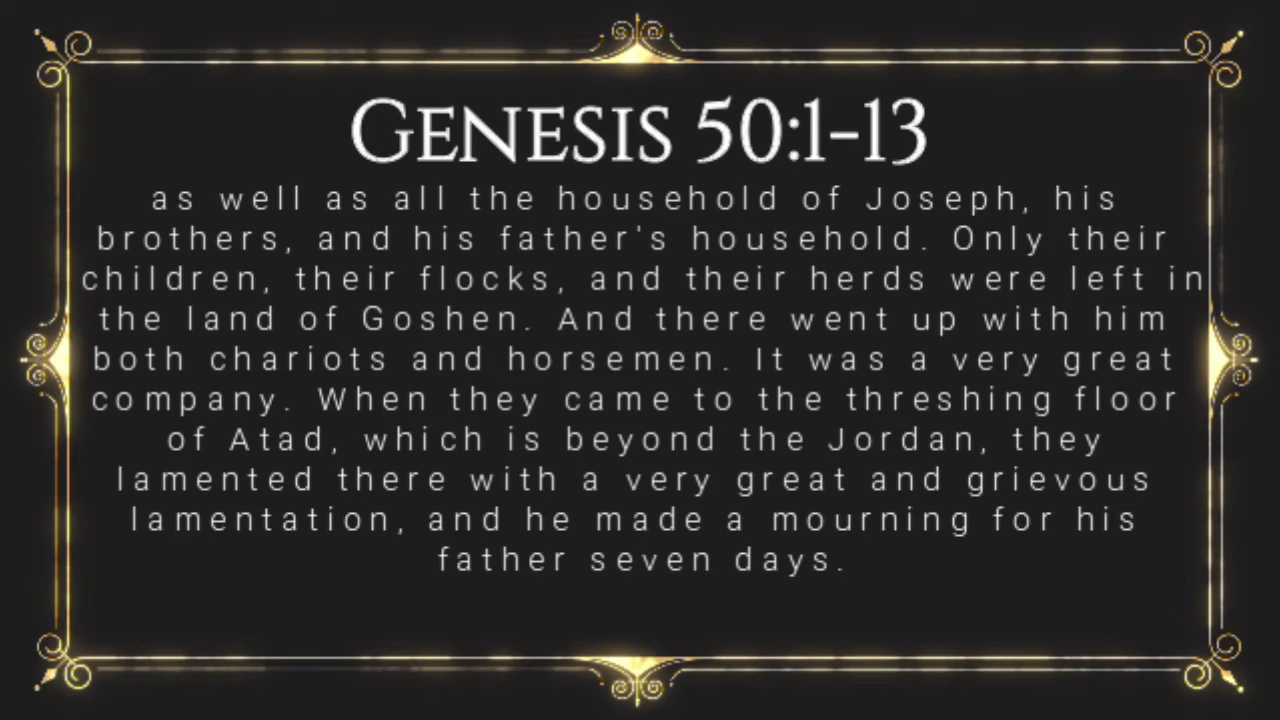 Genesis 50:1-13
as well as all the household of Joseph, his
brothers, and his father's household. Only their
children, their flocks, and their herds were left in
the land of Goshen. And there went up with him
both chariots and horsemen. It was a very great
company. When they came to the threshing floor
of Atad, which is beyond the Jordan, they
lamented there with a very great and grievous
lamentation, and he made a mourning for his
father seven days.